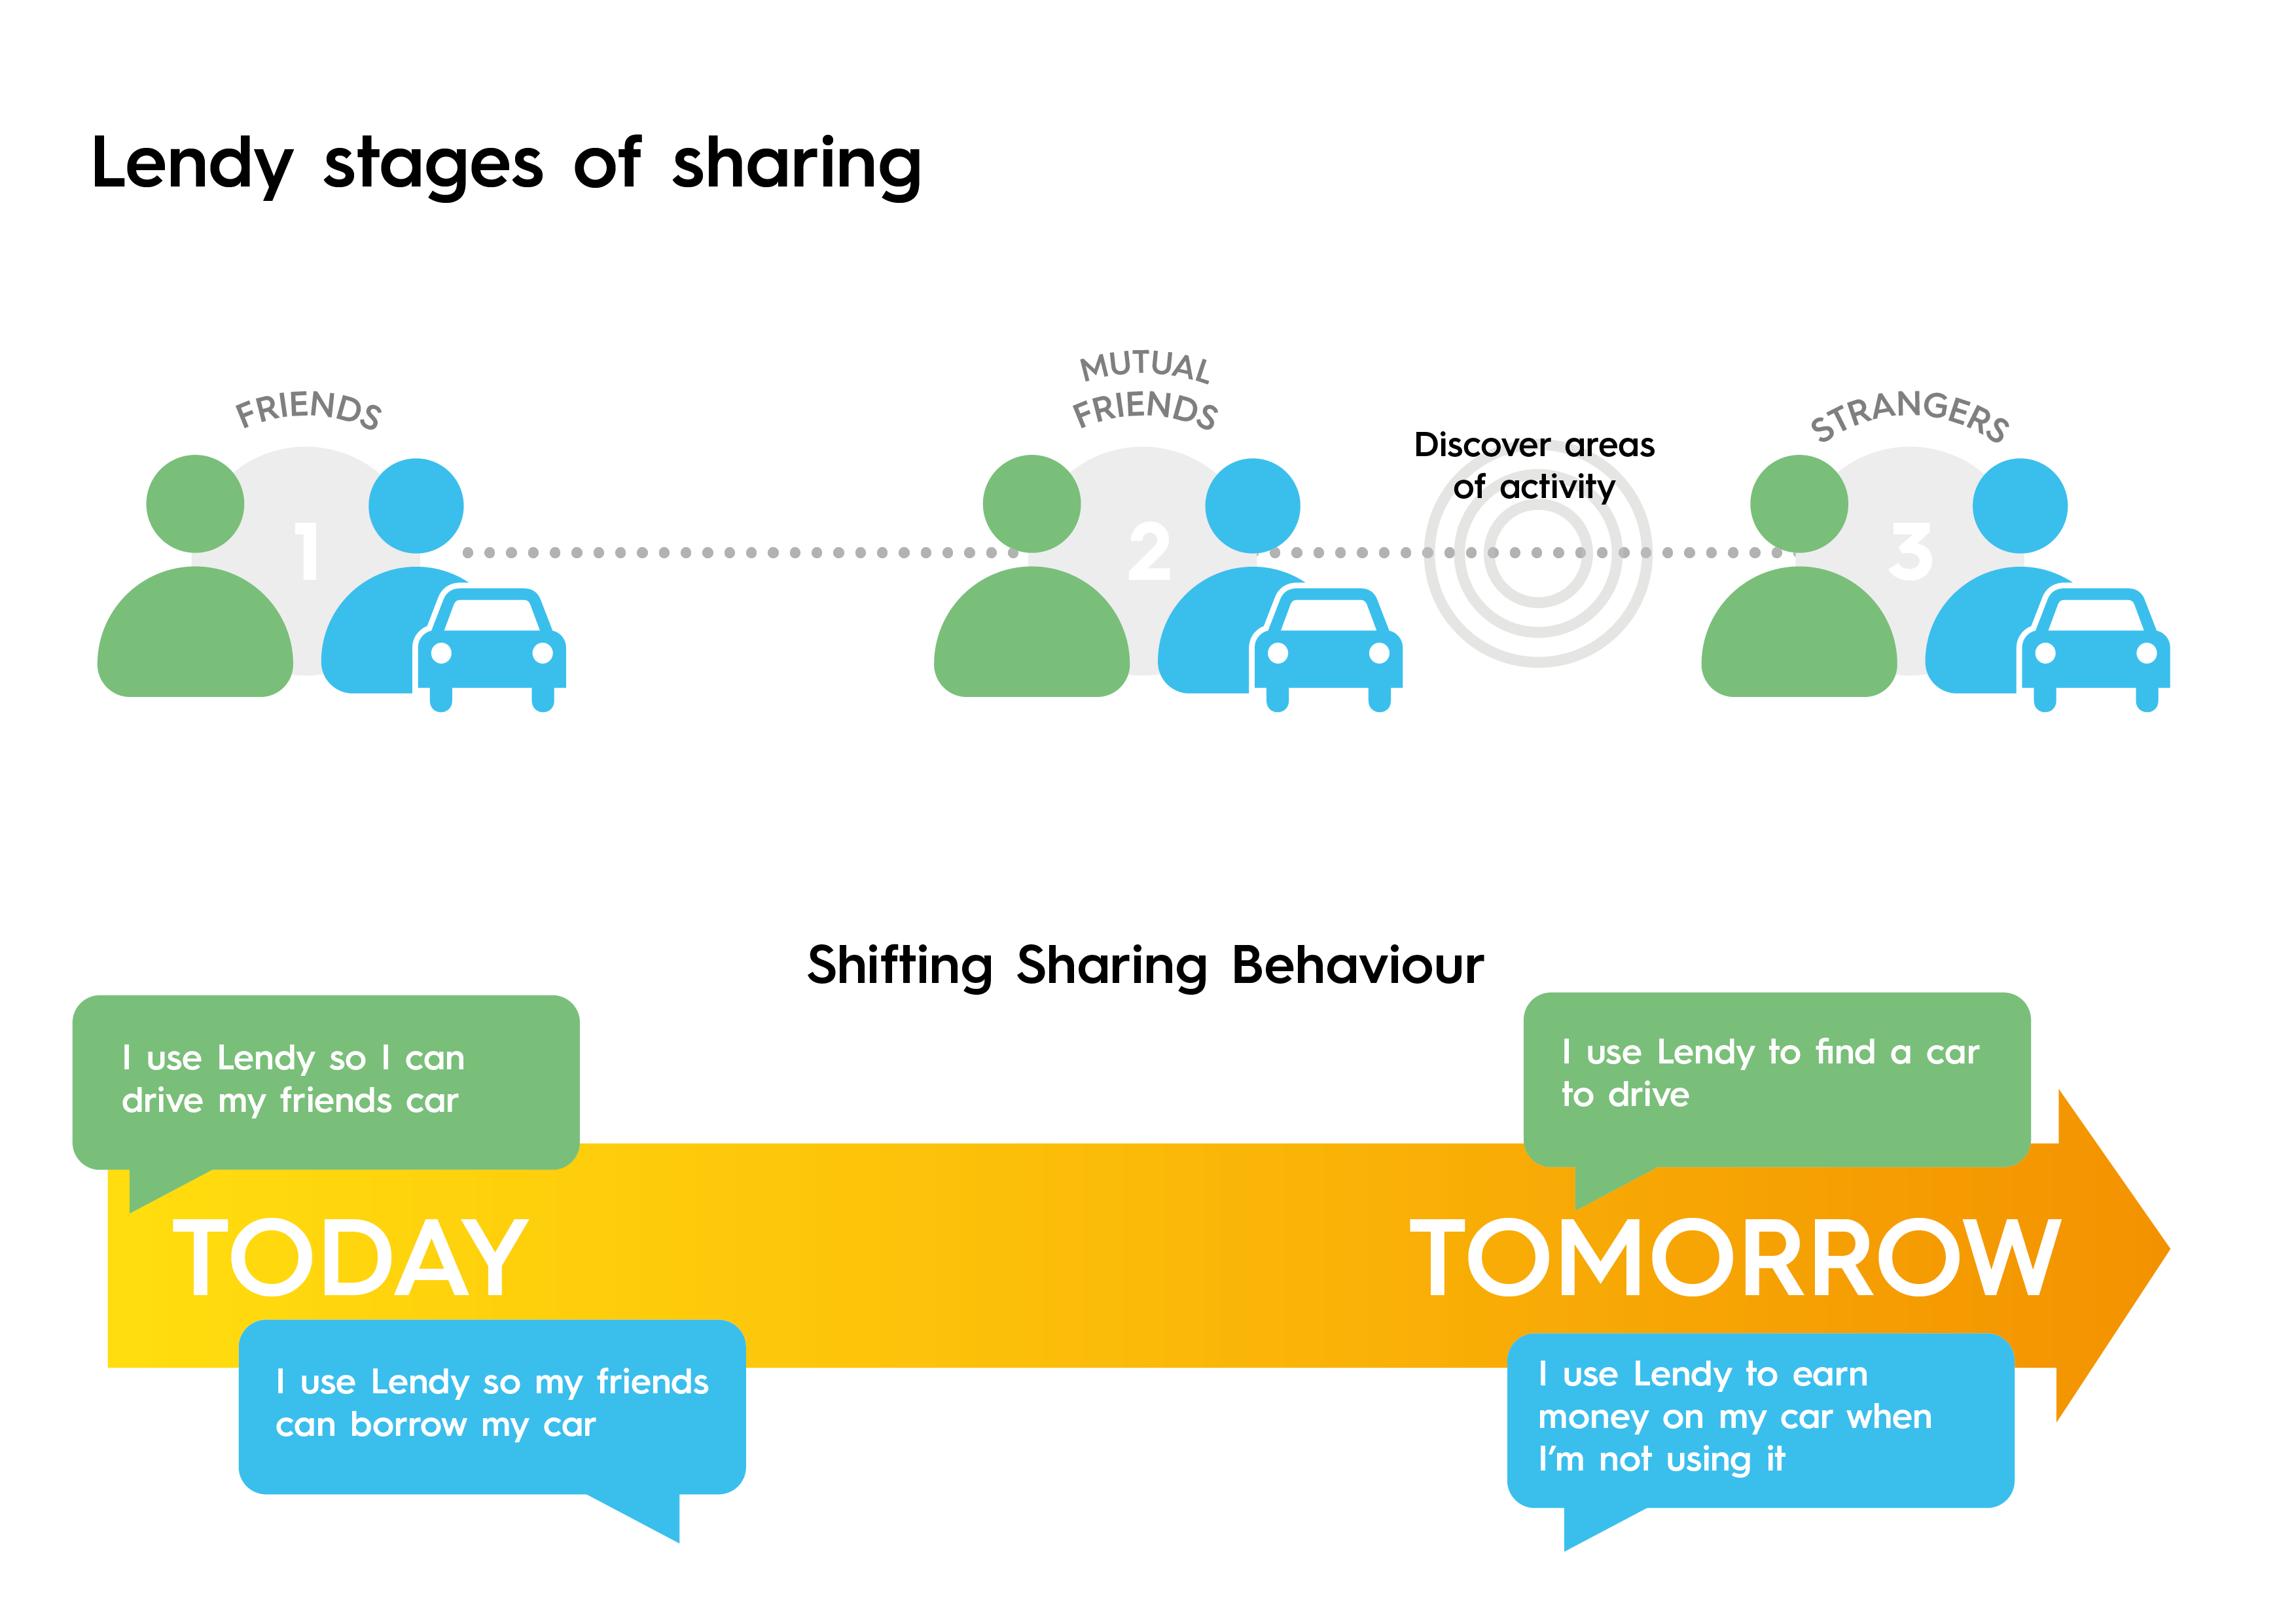 Lendy stages of sharing
FRIENDS
1
MUTUAL
FRIENDS
2
Discover areas
of activity
STRANGERS
3
Shifting Sharing Behaviour
I use Lendy so I can
drive my friends car
I use Lendy to find a car
to drive
TODAY
TOMORROW
I use Lendy so my friends
can borrow my car
I use Lendy to earn
money on my car when
I'm not using it